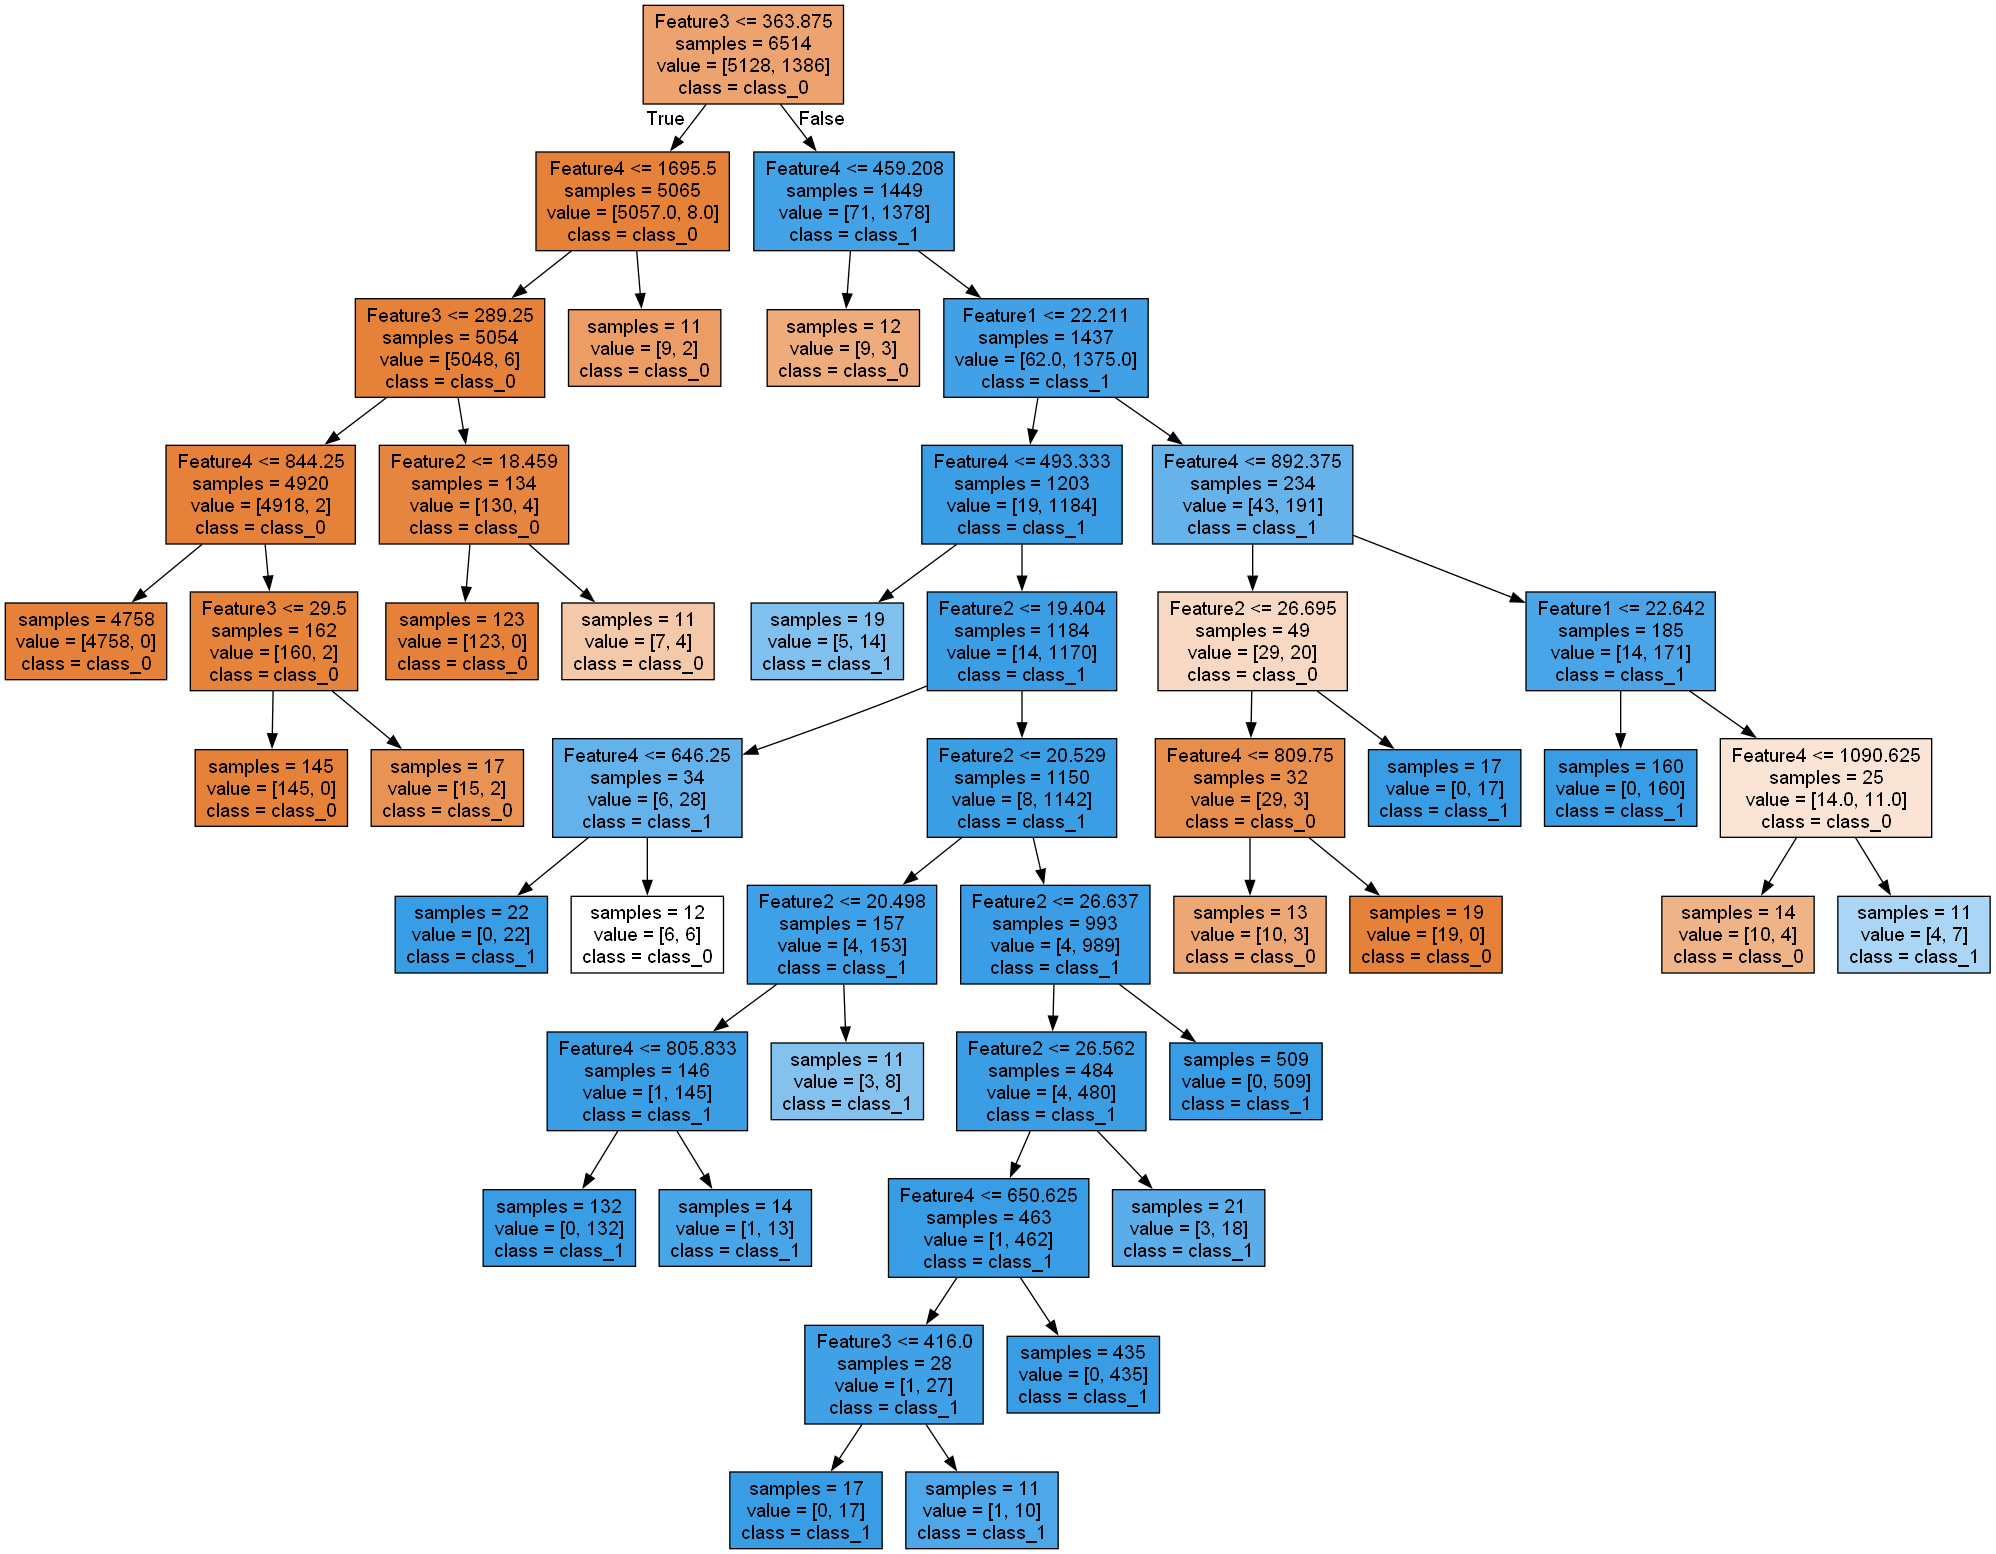 Feature3 <= 363.875
samples = 6514
value = [5128, 1386]
class = class_0
True
False
Feature4 <= 1695.5
samples = 5065
value = [5057.0, 8.0]
class = class_0
Feature4 <= 459.208
samples = 1449
value = [71, 1378]
class = class_1
Feature3 <= 289.25
samples = 5054
value = [5048, 6]
class = class_0
samples = 11
value = [9, 2]
class = class_0
samples = 12
value = [9, 3]
class = class_0
Feature1 <= 22.211
samples = 1437
value = [62.0, 1375.0]
class = class_1
Feature4 <= 844.25
samples = 4920
value = [4918, 2]
class = class_0
Feature2 <= 18.459
samples = 134
value = [130, 4]
class = class_0
Feature4 <= 493.333
samples = 1203
value = [19, 1184]
class = class_1
Feature4 <= 892.375
samples = 234
value = [43, 191]
class = class_1
samples = 4758
value = [4758, 0]
class = class_0
Feature3 <= 29.5
samples = 162
value = [160, 2]
class = class_0
samples = 123
value = [123, 0]
class = class_0
samples = 11
value = [7, 4]
class = class_0
samples = 19
value = [5, 14]
class = class_1
Feature2 <= 19.404
samples = 1184
value = [14, 1170]
class = class_1
Feature2 <= 26.695
samples = 49
value = [29, 20]
class = class_0
Feature1 <= 22.642
samples = 185
value = [14, 171]
class = class_1
samples = 145
value = [145, 0]
class = class_0
samples = 17
value = [15, 2]
class = class_0
Feature4 <= 646.25
samples = 34
value = [6, 28]
class = class_1
Feature2 <= 20.529
samples = 1150
value = [8, 1142]
class = class_1
Feature4 <= 809.75
samples = 32
value = [29, 3]
class = class_0
samples = 17
value = [0, 17]
class = class_1
samples = 160
value = [0, 160]
class = class_1
Feature4 <= 1090.625
samples = 25
value = [14.0, 11.0]
class = class_0
samples = 22
value = [0, 22]
class = class_1
samples = 12
value = [6, 6]
class = class_0
Feature2 <= 20.498
samples = 157
value = [4, 153]
class = class_1
Feature2 <= 26.637
samples = 993
value = [4, 989]
class = class_1
samples = 13
value = [10, 3]
class = class_0
samples = 19
value = [19, 0]
class = class_0
samples = 14
value = [10, 4]
class = class_0
samples = 11
value = [4, 7]
class = class_1
Feature4 <= 805.833
samples = 146
value = [1, 145]
class = class_1
samples = 11
value = [3, 8]
class = class_1
Feature2 <= 26.562
samples = 484
value = [4, 480]
class = class_1
samples = 509
value = [0, 509]
class = class_1
samples = 132
value = [0, 132]
class = class_1
samples = 14
value = [1, 13]
class = class_1
Feature4 <= 650.625
samples = 463
value = [1, 462]
class = class_1
samples = 21
value = [3, 18]
class = class_1
Feature3 <= 416.0
samples = 28
value = [1, 27]
class = class_1
samples = 435
value = [0, 435]
class = class_1
samples = 17
value = [0, 17]
class = class_1
samples = 11
value = [1, 10]
class = class_1